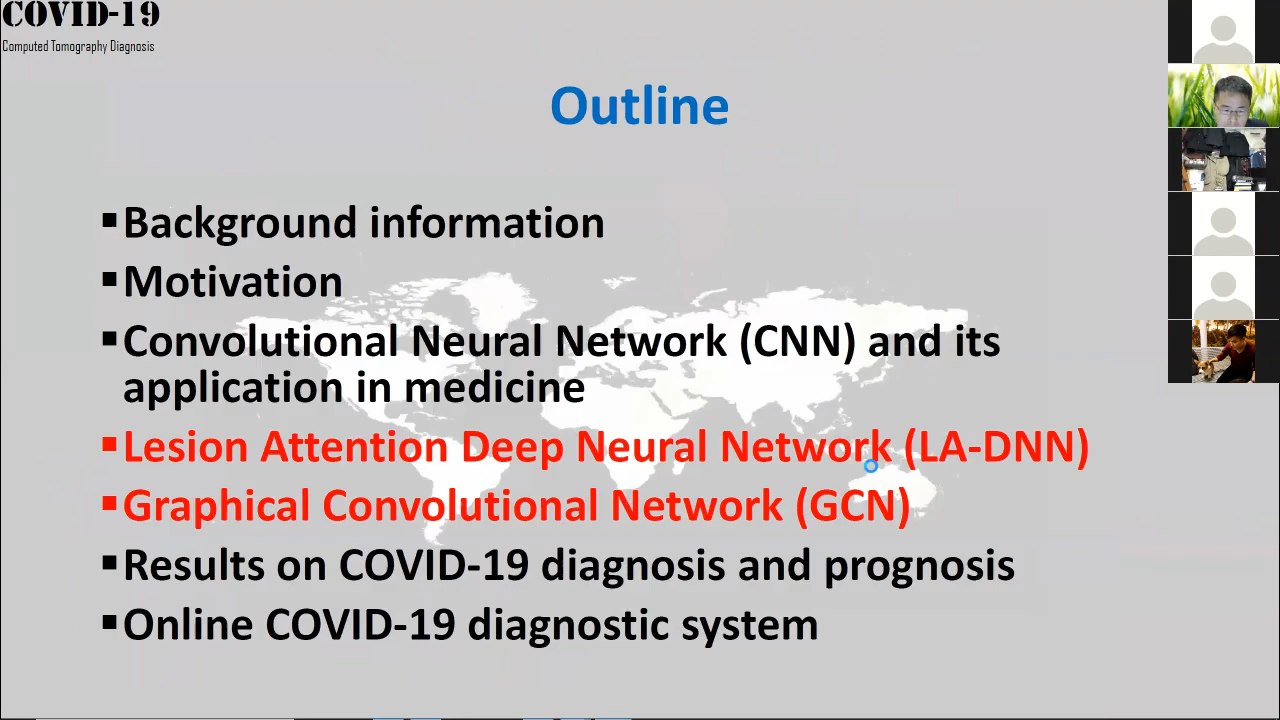 COVID-19
Computed Tomography Diagnosis
Outline
▪Background information
▪Motivation
▪Convolutional Neural Network (CNN) and its
application in medicine
▪Lesion Attention Deep Neural Network (LA-DNN)
▪Graphical Convolutional Network (GCN)
▪Results on COVID-19 diagnosis and prognosis
▪Online COVID-19 diagnostic system